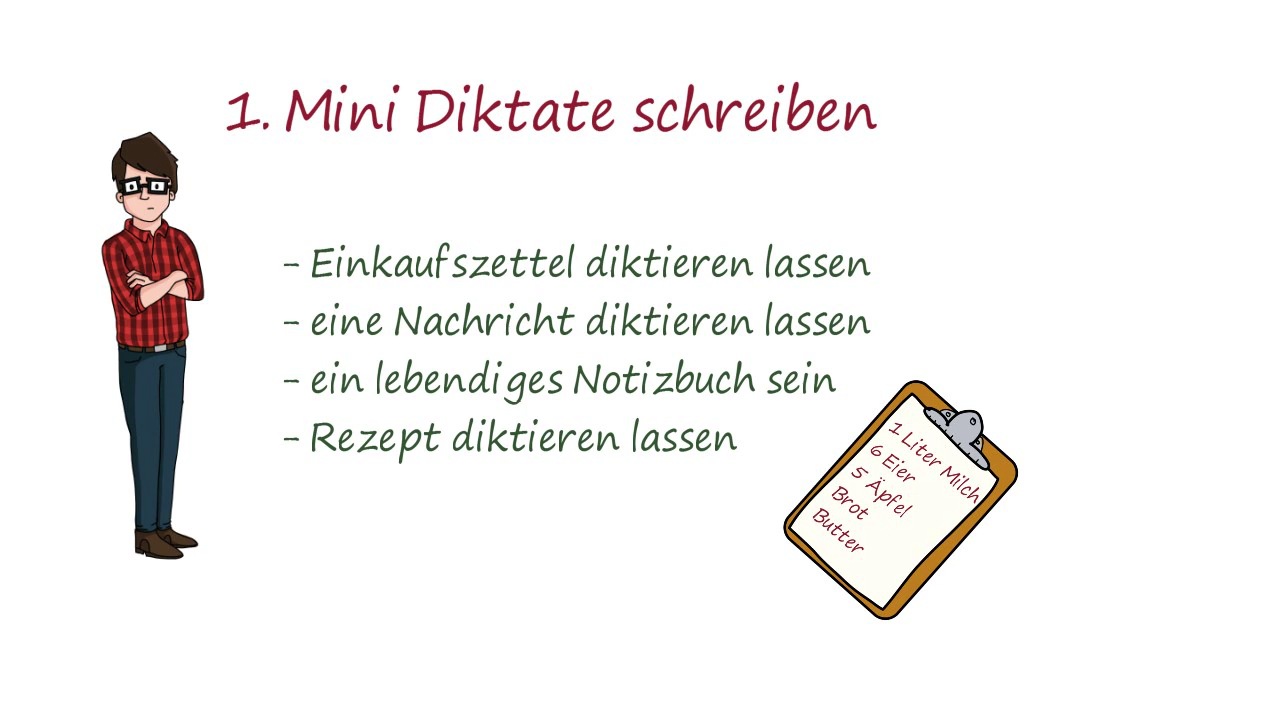 1. Mini Diktate schreiben
- Einkaufszettel diktieren lassen
- eine Nachricht diktieren lassen
- ein lebendiges Notizbuch sein
- Rezept diktieren lassen
1 Liter Milch
6 Eier
5 Äpfel
Brot
Butter